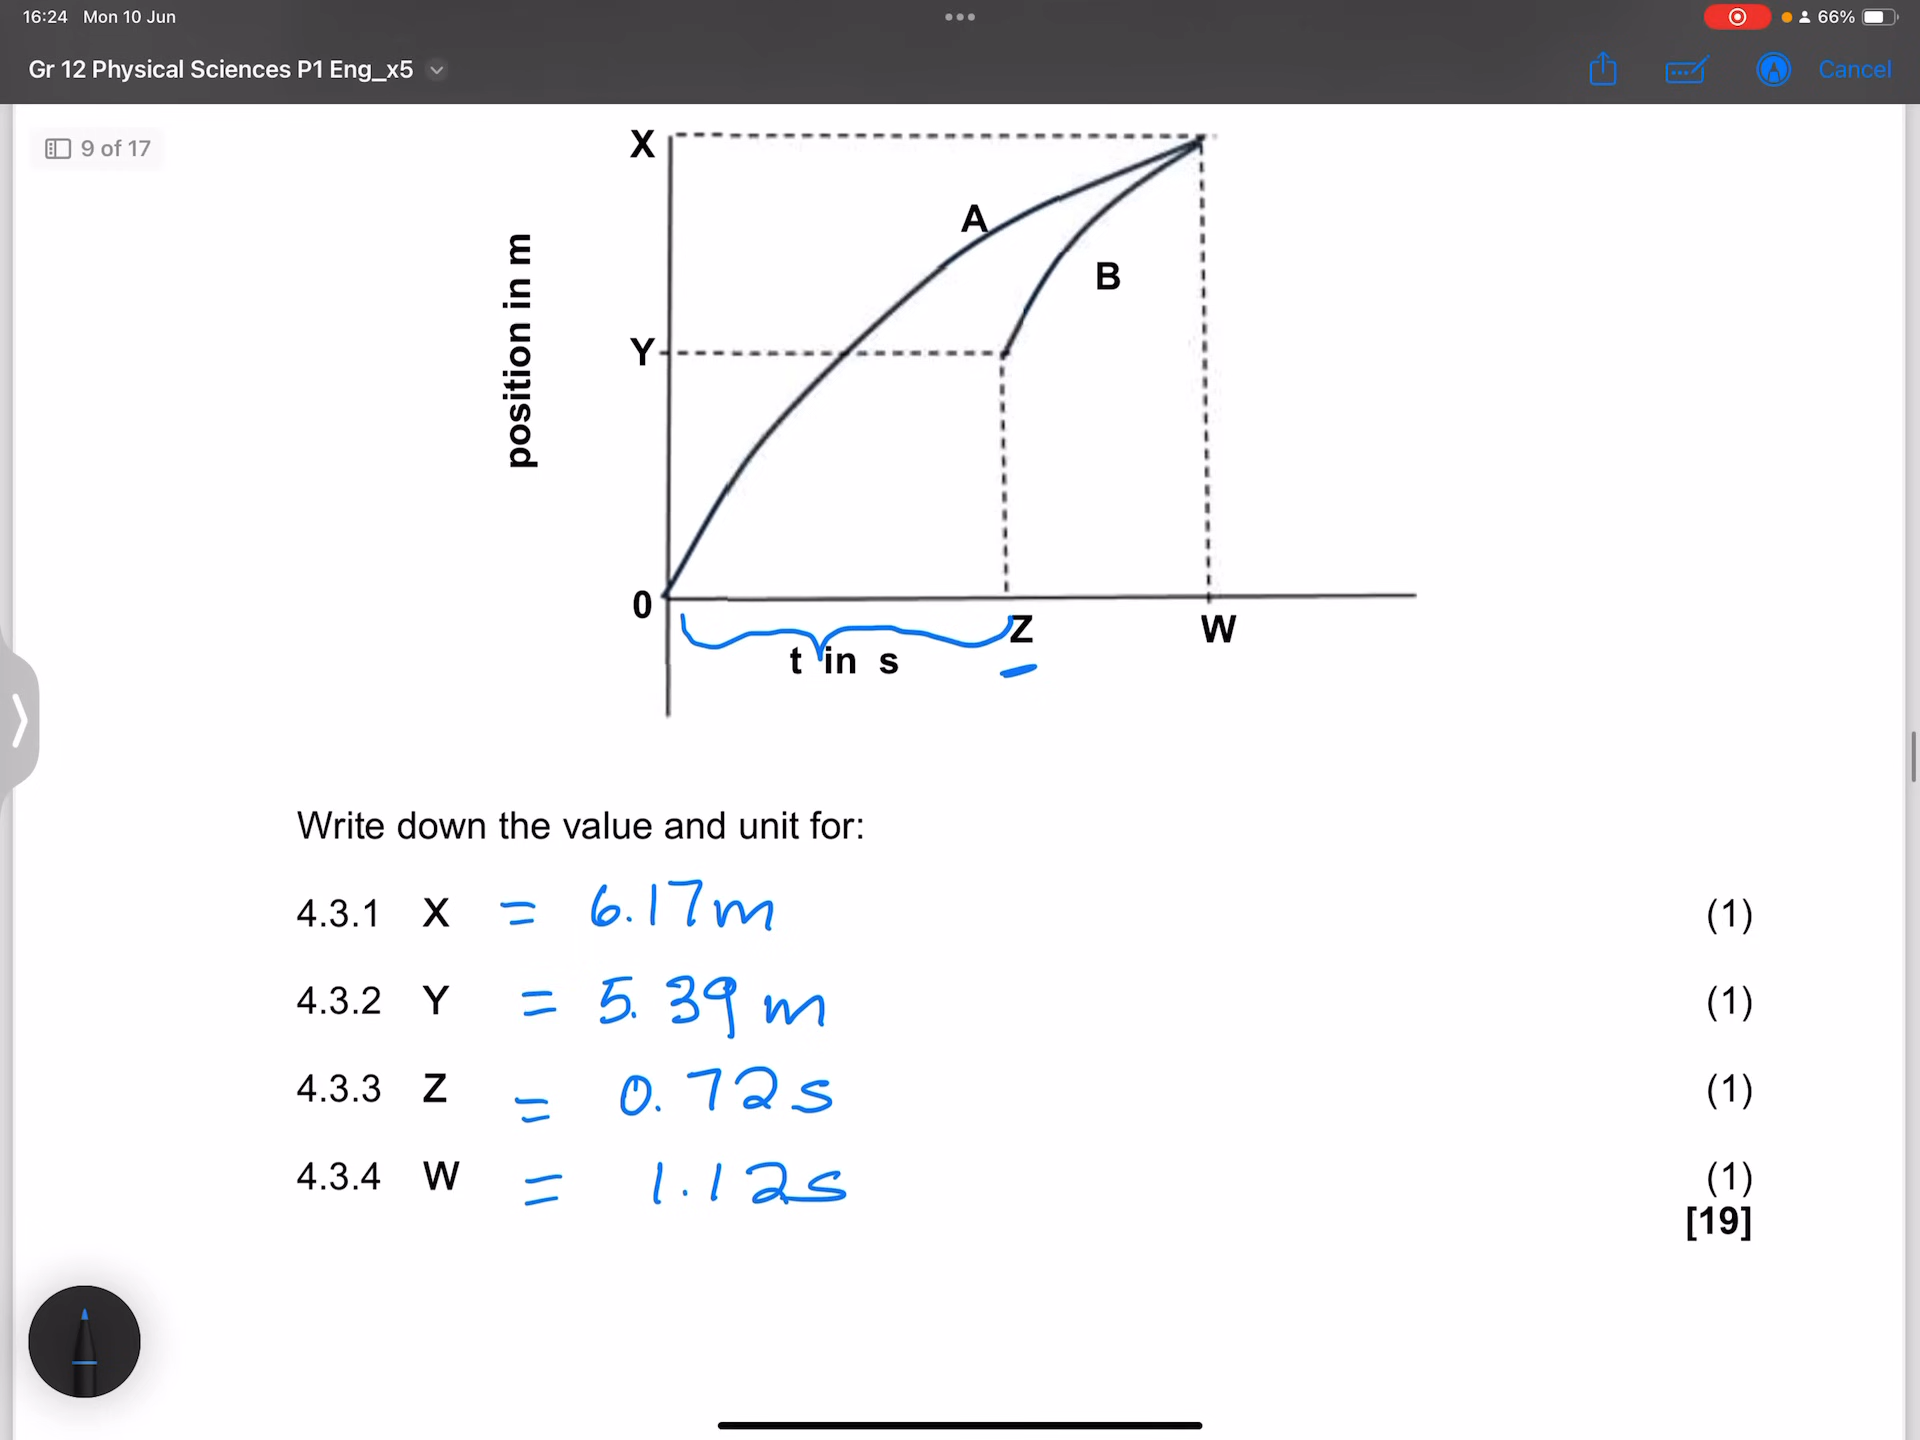 16:24 Mon 10 Jun
66%
Gr 12 Physical Sciences P1 Eng_x5
Cancel
9 of 17
X
A
B
position in m
Y
0
Z
W
t in s
Write down the value and unit for:
4.3.1 X = 6.17m (1)
4.3.2 Y = 5.39 m (1)
4.3.3 Z = 0.72s (1)
4.3.4 W = 1.12s (1)
[19]